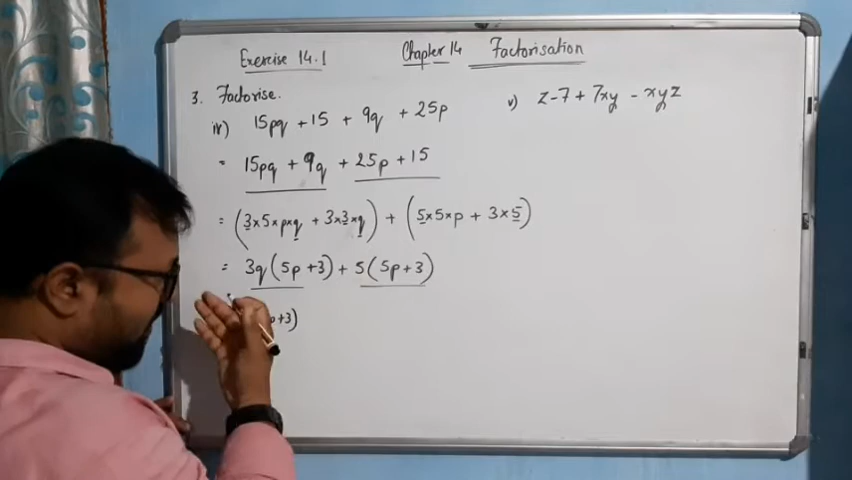 Exercise 14.1 Chapter 14 Factorisation
3. Factorise.
iv) 15pq + 15 + 9q + 25p
= 15pq + 9q + 25p + 15
= (3×5×p×q + 3×3×q) + (5×5×p + 3×5)
= 3q(5p+3) + 5(5p+3)
p+3)
v) z-7 + 7xy - xyz